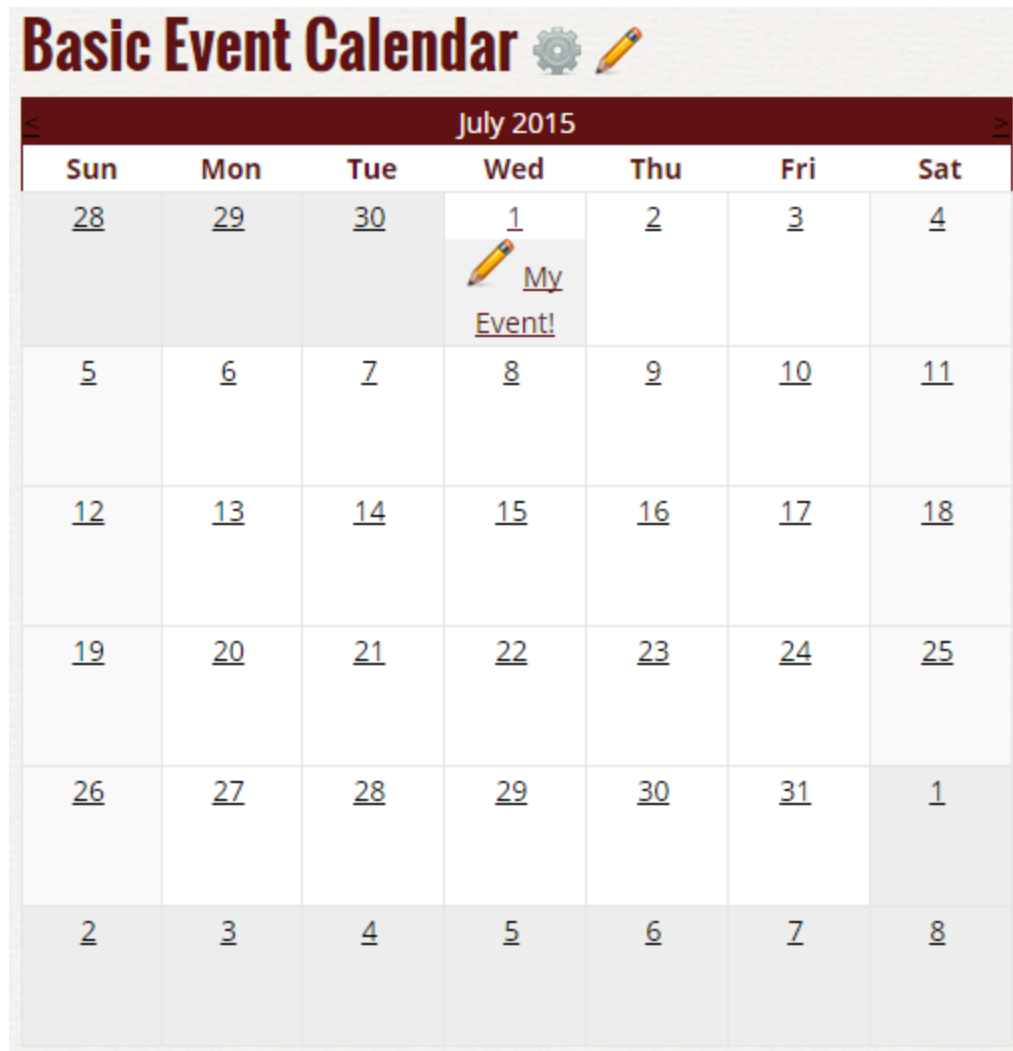 Basic Event Calendar
< July 2015 >
Sun Mon Tue Wed Thu Fri Sat
28 29 30 1 2 3 4
My
Event!
5 6 7 8 9 10 11
12 13 14 15 16 17 18
19 20 21 22 23 24 25
26 27 28 29 30 31 1
2 3 4 5 6 7 8